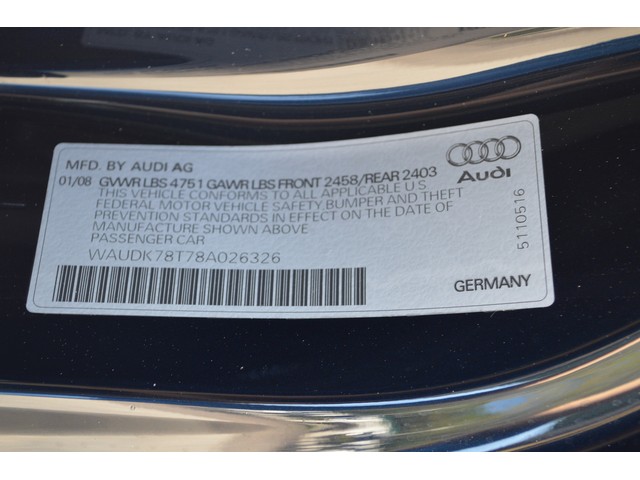 MFD. BY AUDI AG
01/08 GVWR LBS 4751 GAWR LBS FRONT 2458/REAR 2403
THIS VEHICLE CONFORMS TO ALL APPLICABLE U S
FEDERAL MOTOR VEHICLE SAFETY,BUMPER AND THEFT
PREVENTION STANDARDS IN EFFECT ON THE DATE OF
MANUFACTURE SHOWN ABOVE
PASSENGER CAR
WAUDK78T78A026326
Audi
5110516
GERMANY